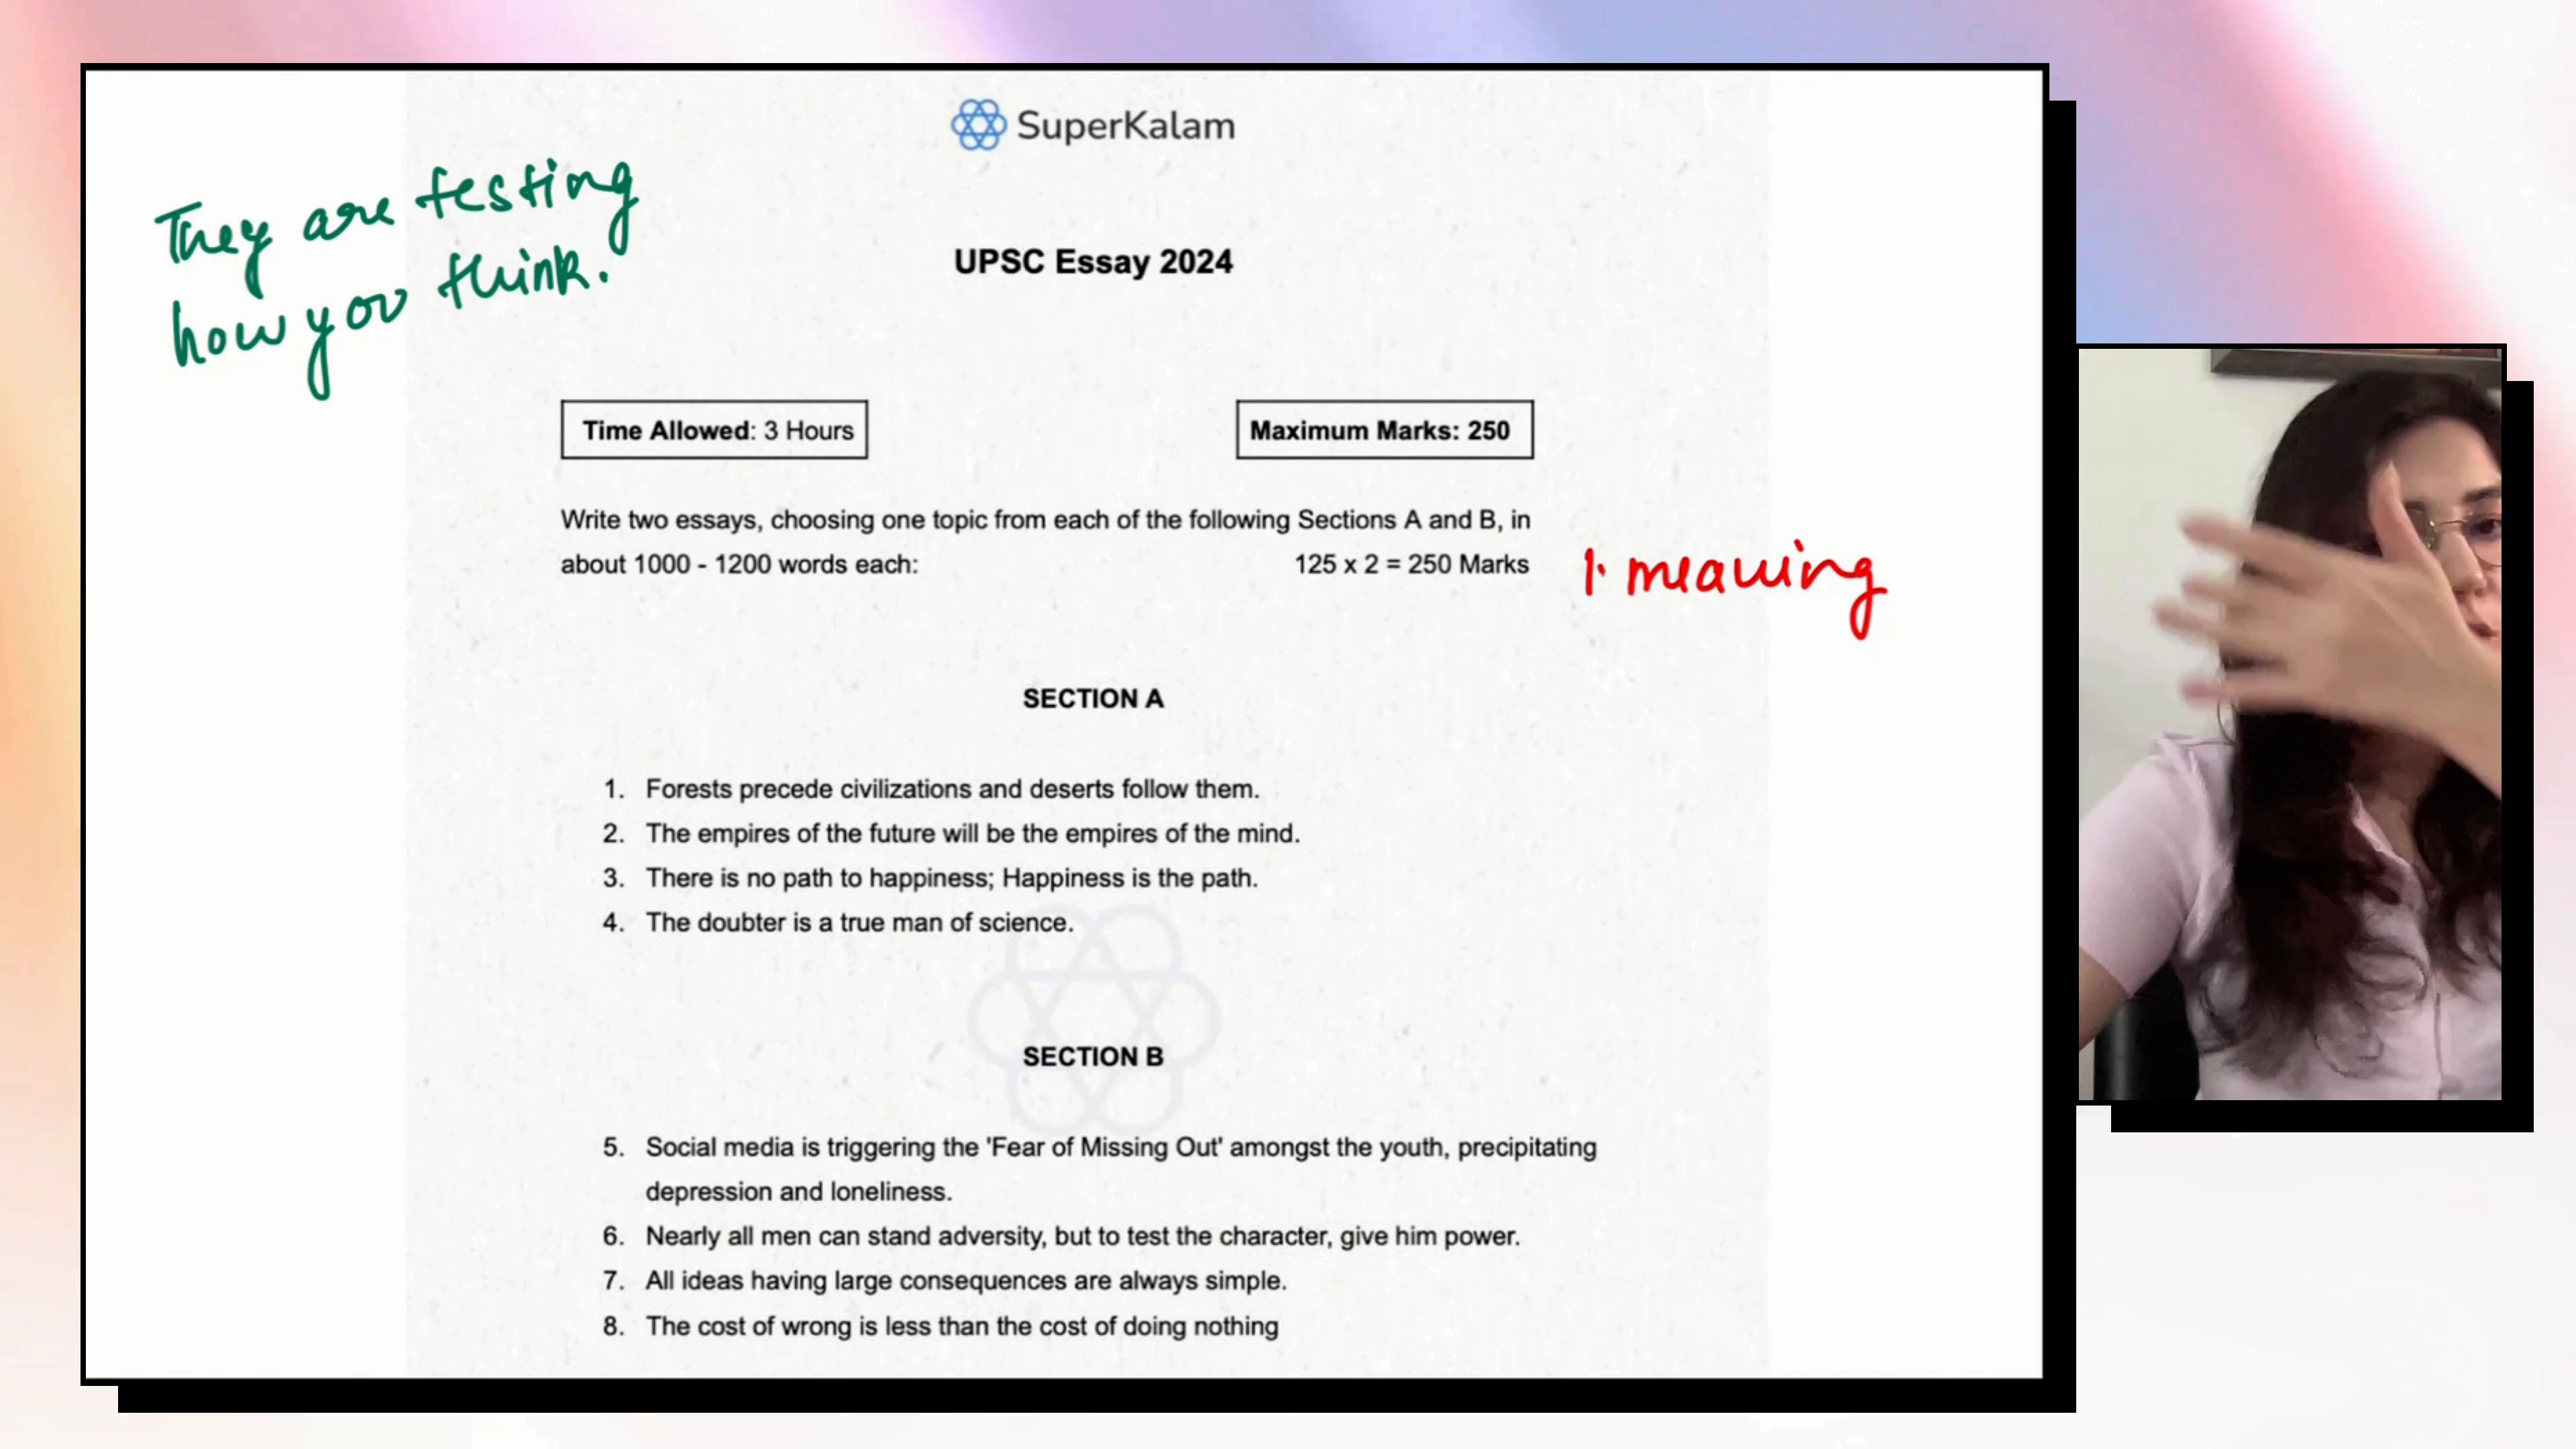 SuperKalam
They are testing
how you think.
UPSC Essay 2024
Time Allowed: 3 Hours
Maximum Marks: 250
Write two essays, choosing one topic from each of the following Sections A and B, in
about 1000 - 1200 words each:
125 x 2 = 250 Marks
1. meaning
SECTION A
1. Forests precede civilizations and deserts follow them.
2. The empires of the future will be the empires of the mind.
3. There is no path to happiness; Happiness is the path.
4. The doubter is a true man of science.
SECTION B
5. Social media is triggering the 'Fear of Missing Out' amongst the youth, precipitating
depression and loneliness.
6. Nearly all men can stand adversity, but to test the character, give him power.
7. All ideas having large consequences are always simple.
8. The cost of wrong is less than the cost of doing nothing